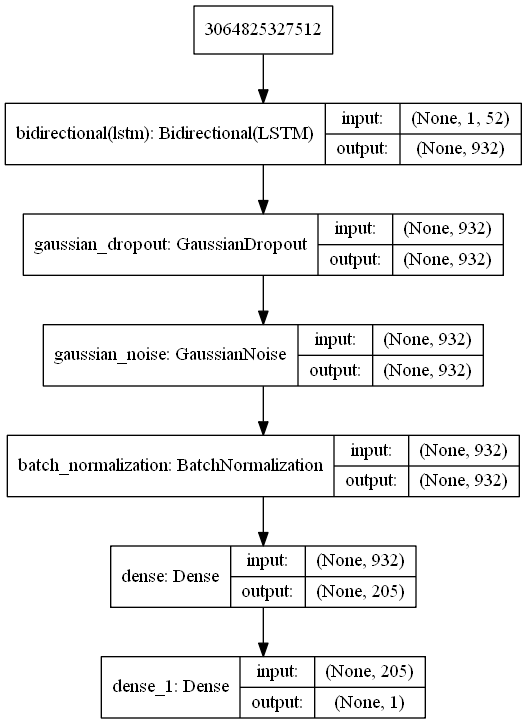 3064825327512
bidirectional(lstm): Bidirectional(LSTM)
input: (None, 1, 52)
output: (None, 932)
gaussian_dropout: GaussianDropout
input: (None, 932)
output: (None, 932)
gaussian_noise: GaussianNoise
input: (None, 932)
output: (None, 932)
batch_normalization: BatchNormalization
input: (None, 932)
output: (None, 932)
dense: Dense
input: (None, 932)
output: (None, 205)
dense_1: Dense
input: (None, 205)
output: (None, 1)